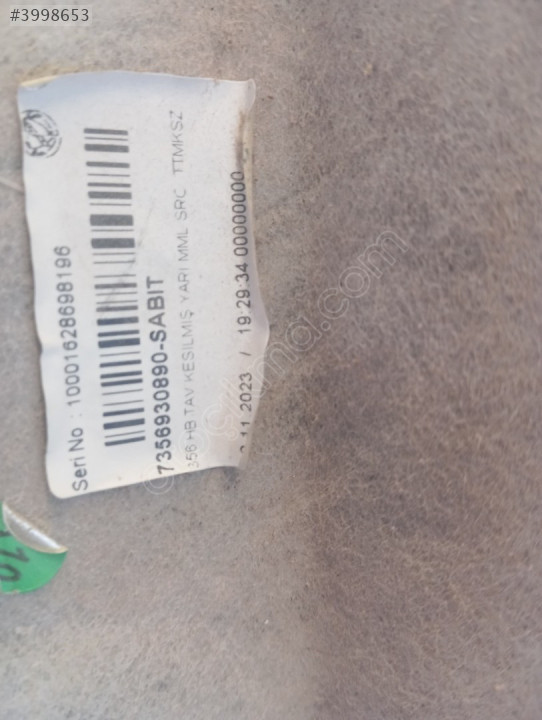 #3998653
Seri No : 10001628698196
7356930890-SABIT
356 HB TAV KESILMIŞ YARI MML SRC TTMKSZ
.11.2023 / 19:29:34 00000000